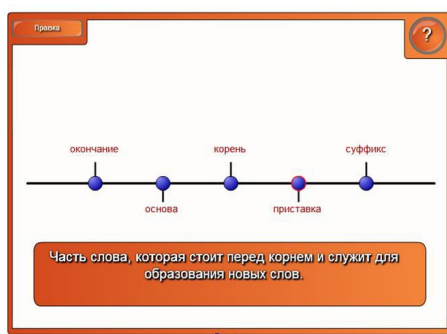 Правка
?
окончание
корень
суффикс
основа
приставка
Часть слова, которая стоит перед корнем и служит для
образования новых слов.